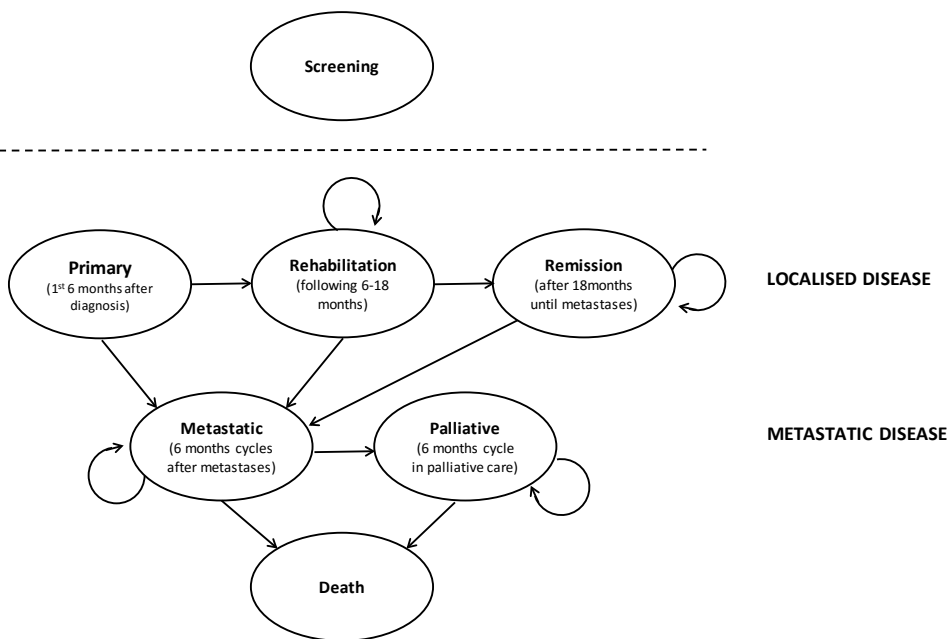 Screening
Primary
(1st 6 months after
diagnosis)
Rehabilitation
(following 6-18
months)
Remission
(after 18months
until metastases)
LOCALISED DISEASE
Metastatic
(6 months cycles
after metastases)
Palliative
(6 months cycle
in palliative care)
METASTATIC DISEASE
Death